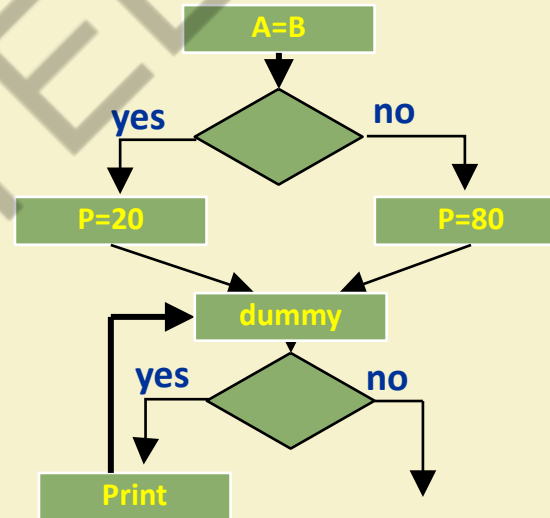 A=B
yes
no
P=20
P=80
dummy
yes
no
Print